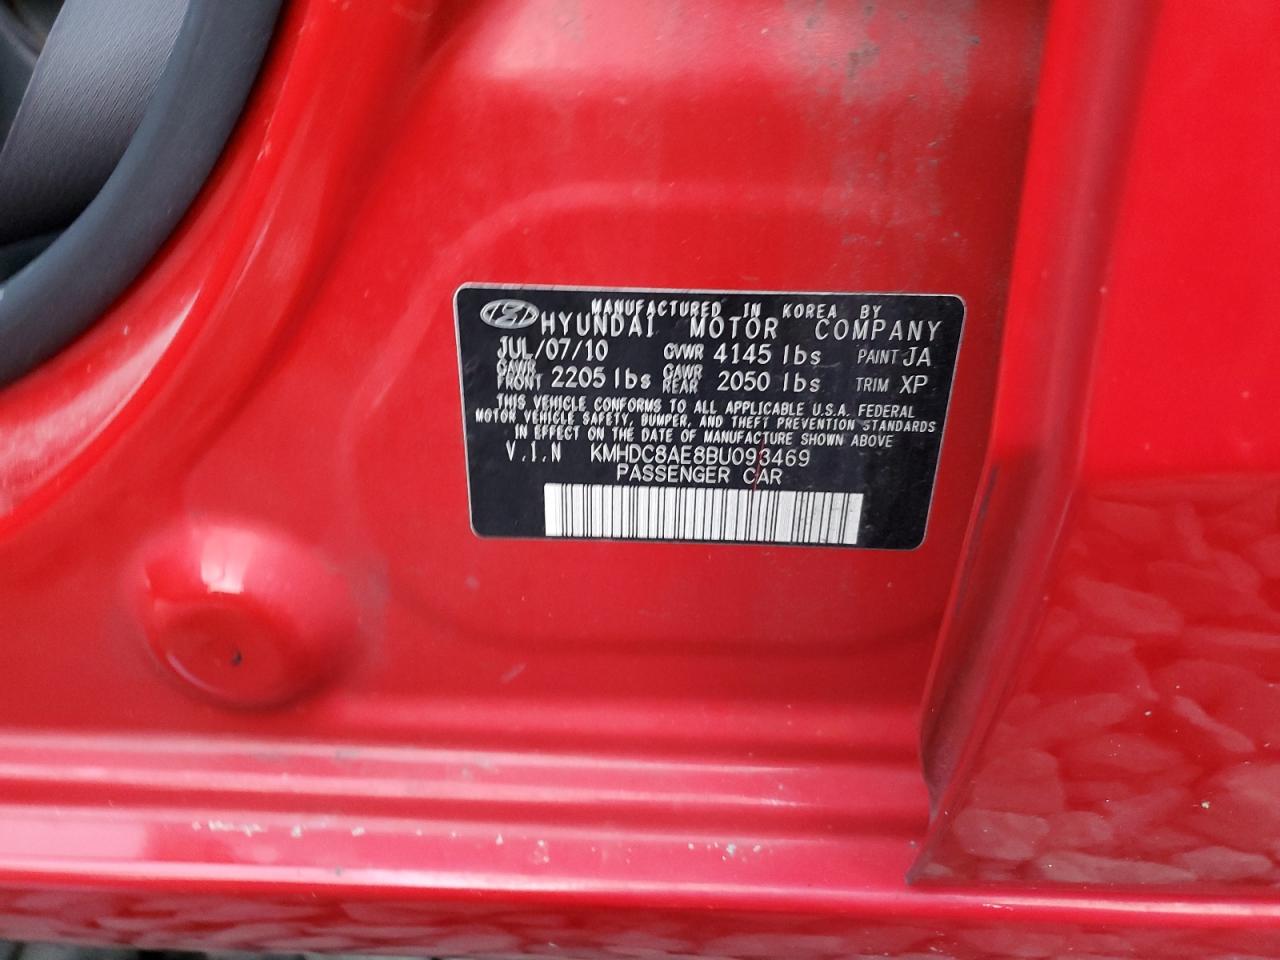 MANUFACTURED IN KOREA BY
HYUNDAI MOTOR COMPANY
JUL/07/10 GVWR 4145 lbs PAINT JA
GAWR FRONT 2205 lbs GAWR REAR 2050 lbs TRIM XP
THIS VEHICLE CONFORMS TO ALL APPLICABLE U.S.A. FEDERAL
MOTOR VEHICLE SAFETY, BUMPER, AND THEFT PREVENTION STANDARDS
IN EFFECT ON THE DATE OF MANUFACTURE SHOWN ABOVE
V.I.N KMHDC8AE8BU093469
PASSENGER CAR